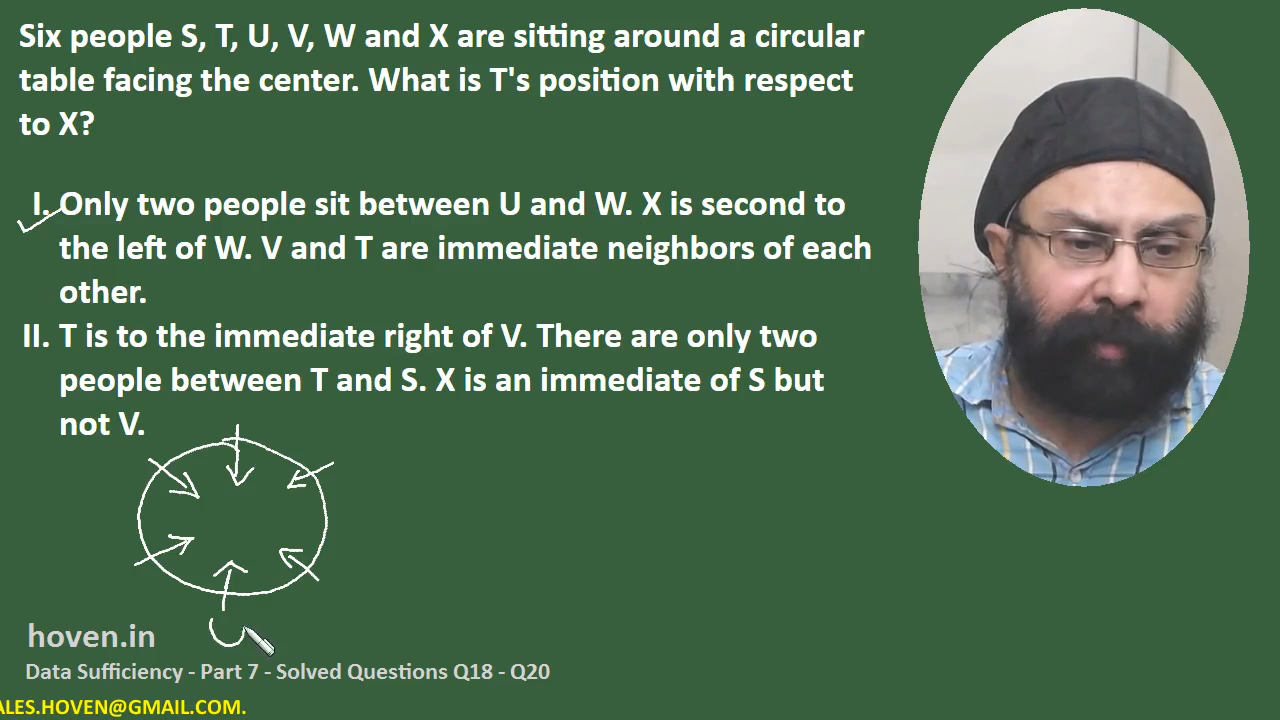 Six people S, T, U, V, W and X are sitting around a circular
table facing the center. What is T's position with respect
to X?
I. Only two people sit between U and W. X is second to
the left of W. V and T are immediate neighbors of each
other.
II. T is to the immediate right of V. There are only two
people between T and S. X is an immediate of S but
not V.
hoven.in
Data Sufficiency - Part 7 - Solved Questions Q18 - Q20
ALES.HOVEN@GMAIL.COM.